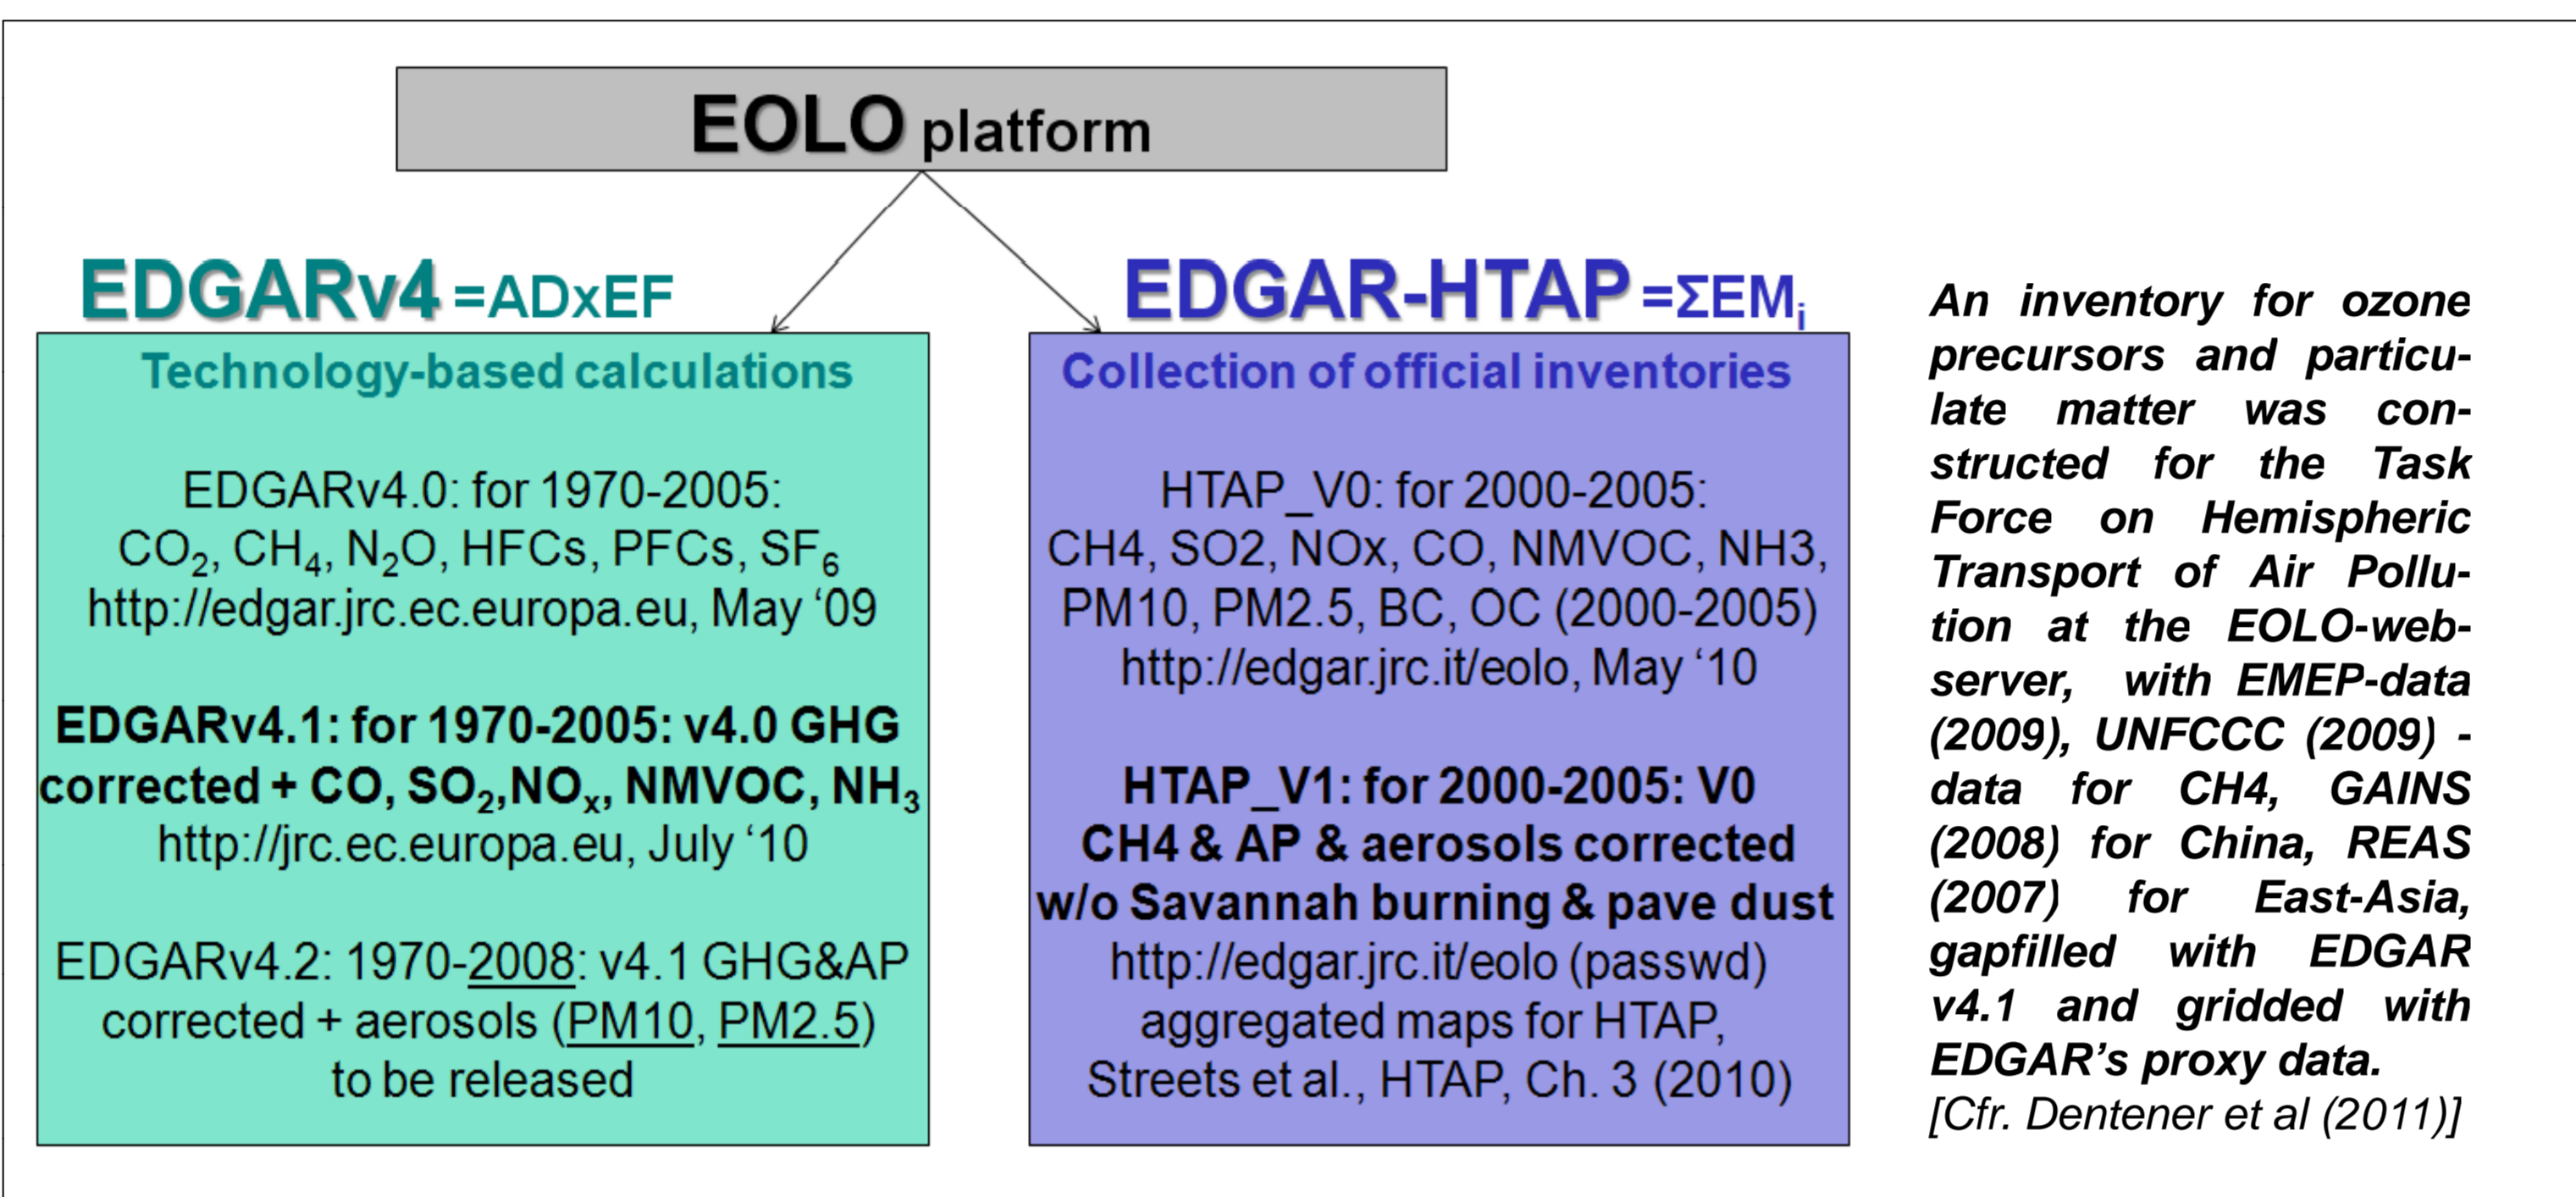 EOLO platform
EDGARv4 =ADxEF
Technology-based calculations
EDGARv4.0: for 1970-2005:
CO₂, CH₄, N₂O, HFCs, PFCs, SF₆
http://edgar.jrc.ec.europa.eu, May ‘09
EDGARv4.1: for 1970-2005: v4.0 GHG
corrected + CO, SO₂,NOₓ, NMVOC, NH₃
http://jrc.ec.europa.eu, July ‘10
EDGARv4.2: 1970-2008: v4.1 GHG&AP
corrected + aerosols (PM10, PM2.5)
to be released
EDGAR-HTAP =ΣEMᵢ
Collection of official inventories
HTAP_V0: for 2000-2005:
CH4, SO2, NOx, CO, NMVOC, NH3,
PM10, PM2.5, BC, OC (2000-2005)
http://edgar.jrc.it/eolo, May ‘10
HTAP_V1: for 2000-2005: V0
CH4 & AP & aerosols corrected
w/o Savannah burning & pave dust
http://edgar.jrc.it/eolo (passwd)
aggregated maps for HTAP,
Streets et al., HTAP, Ch. 3 (2010)
An inventory for ozone
precursors and particu-
late matter was con-
structed for the Task
Force on Hemispheric
Transport of Air Pollu-
tion at the EOLO-web-
server, with EMEP-data
(2009), UNFCCC (2009) -
data for CH4, GAINS
(2008) for China, REAS
(2007) for East-Asia,
gapfilled with EDGAR
v4.1 and gridded with
EDGAR’s proxy data.
[Cfr. Dentener et al (2011)]